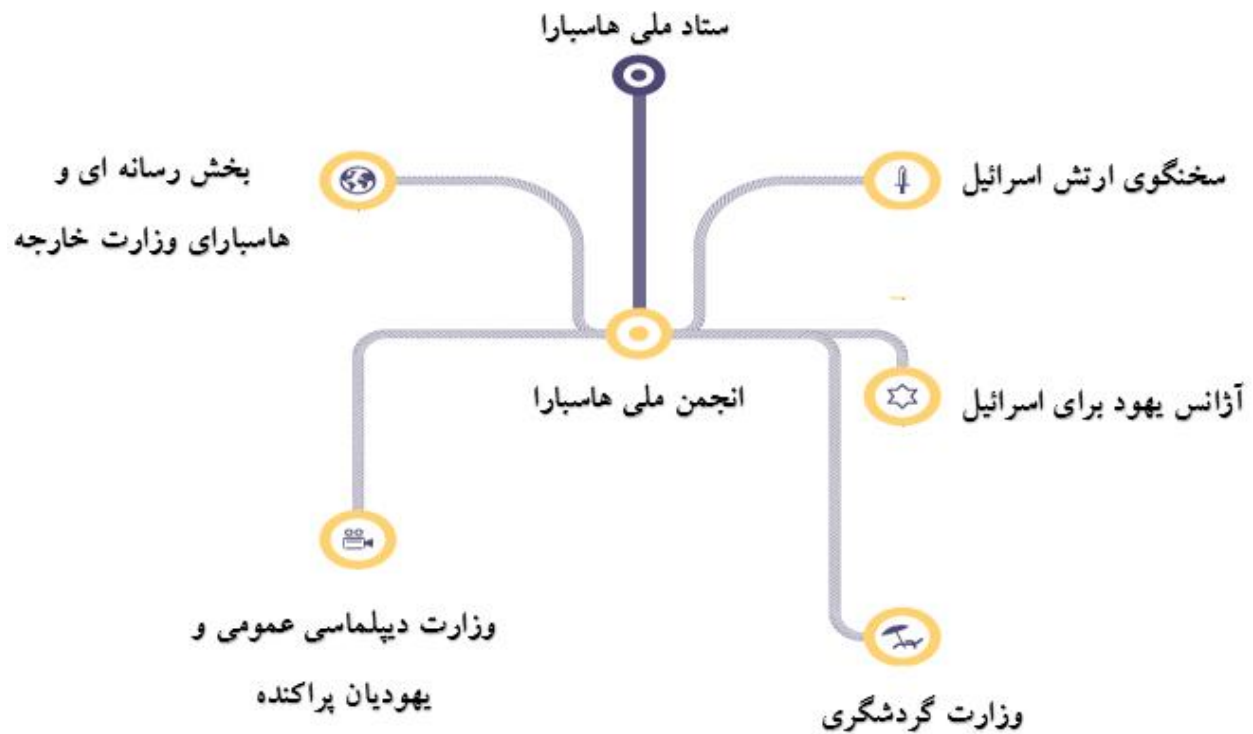 ستاد ملی هاسبارا
سخنگوی ارتش اسرائیل
بخش رسانه ای و
هاسبارای وزارت خارجه
انجمن ملی هاسبارا
آژانس یهود برای اسرائیل
وزارت دیپلماسی عمومی و
یهودیان پراکنده
وزارت گردشگری